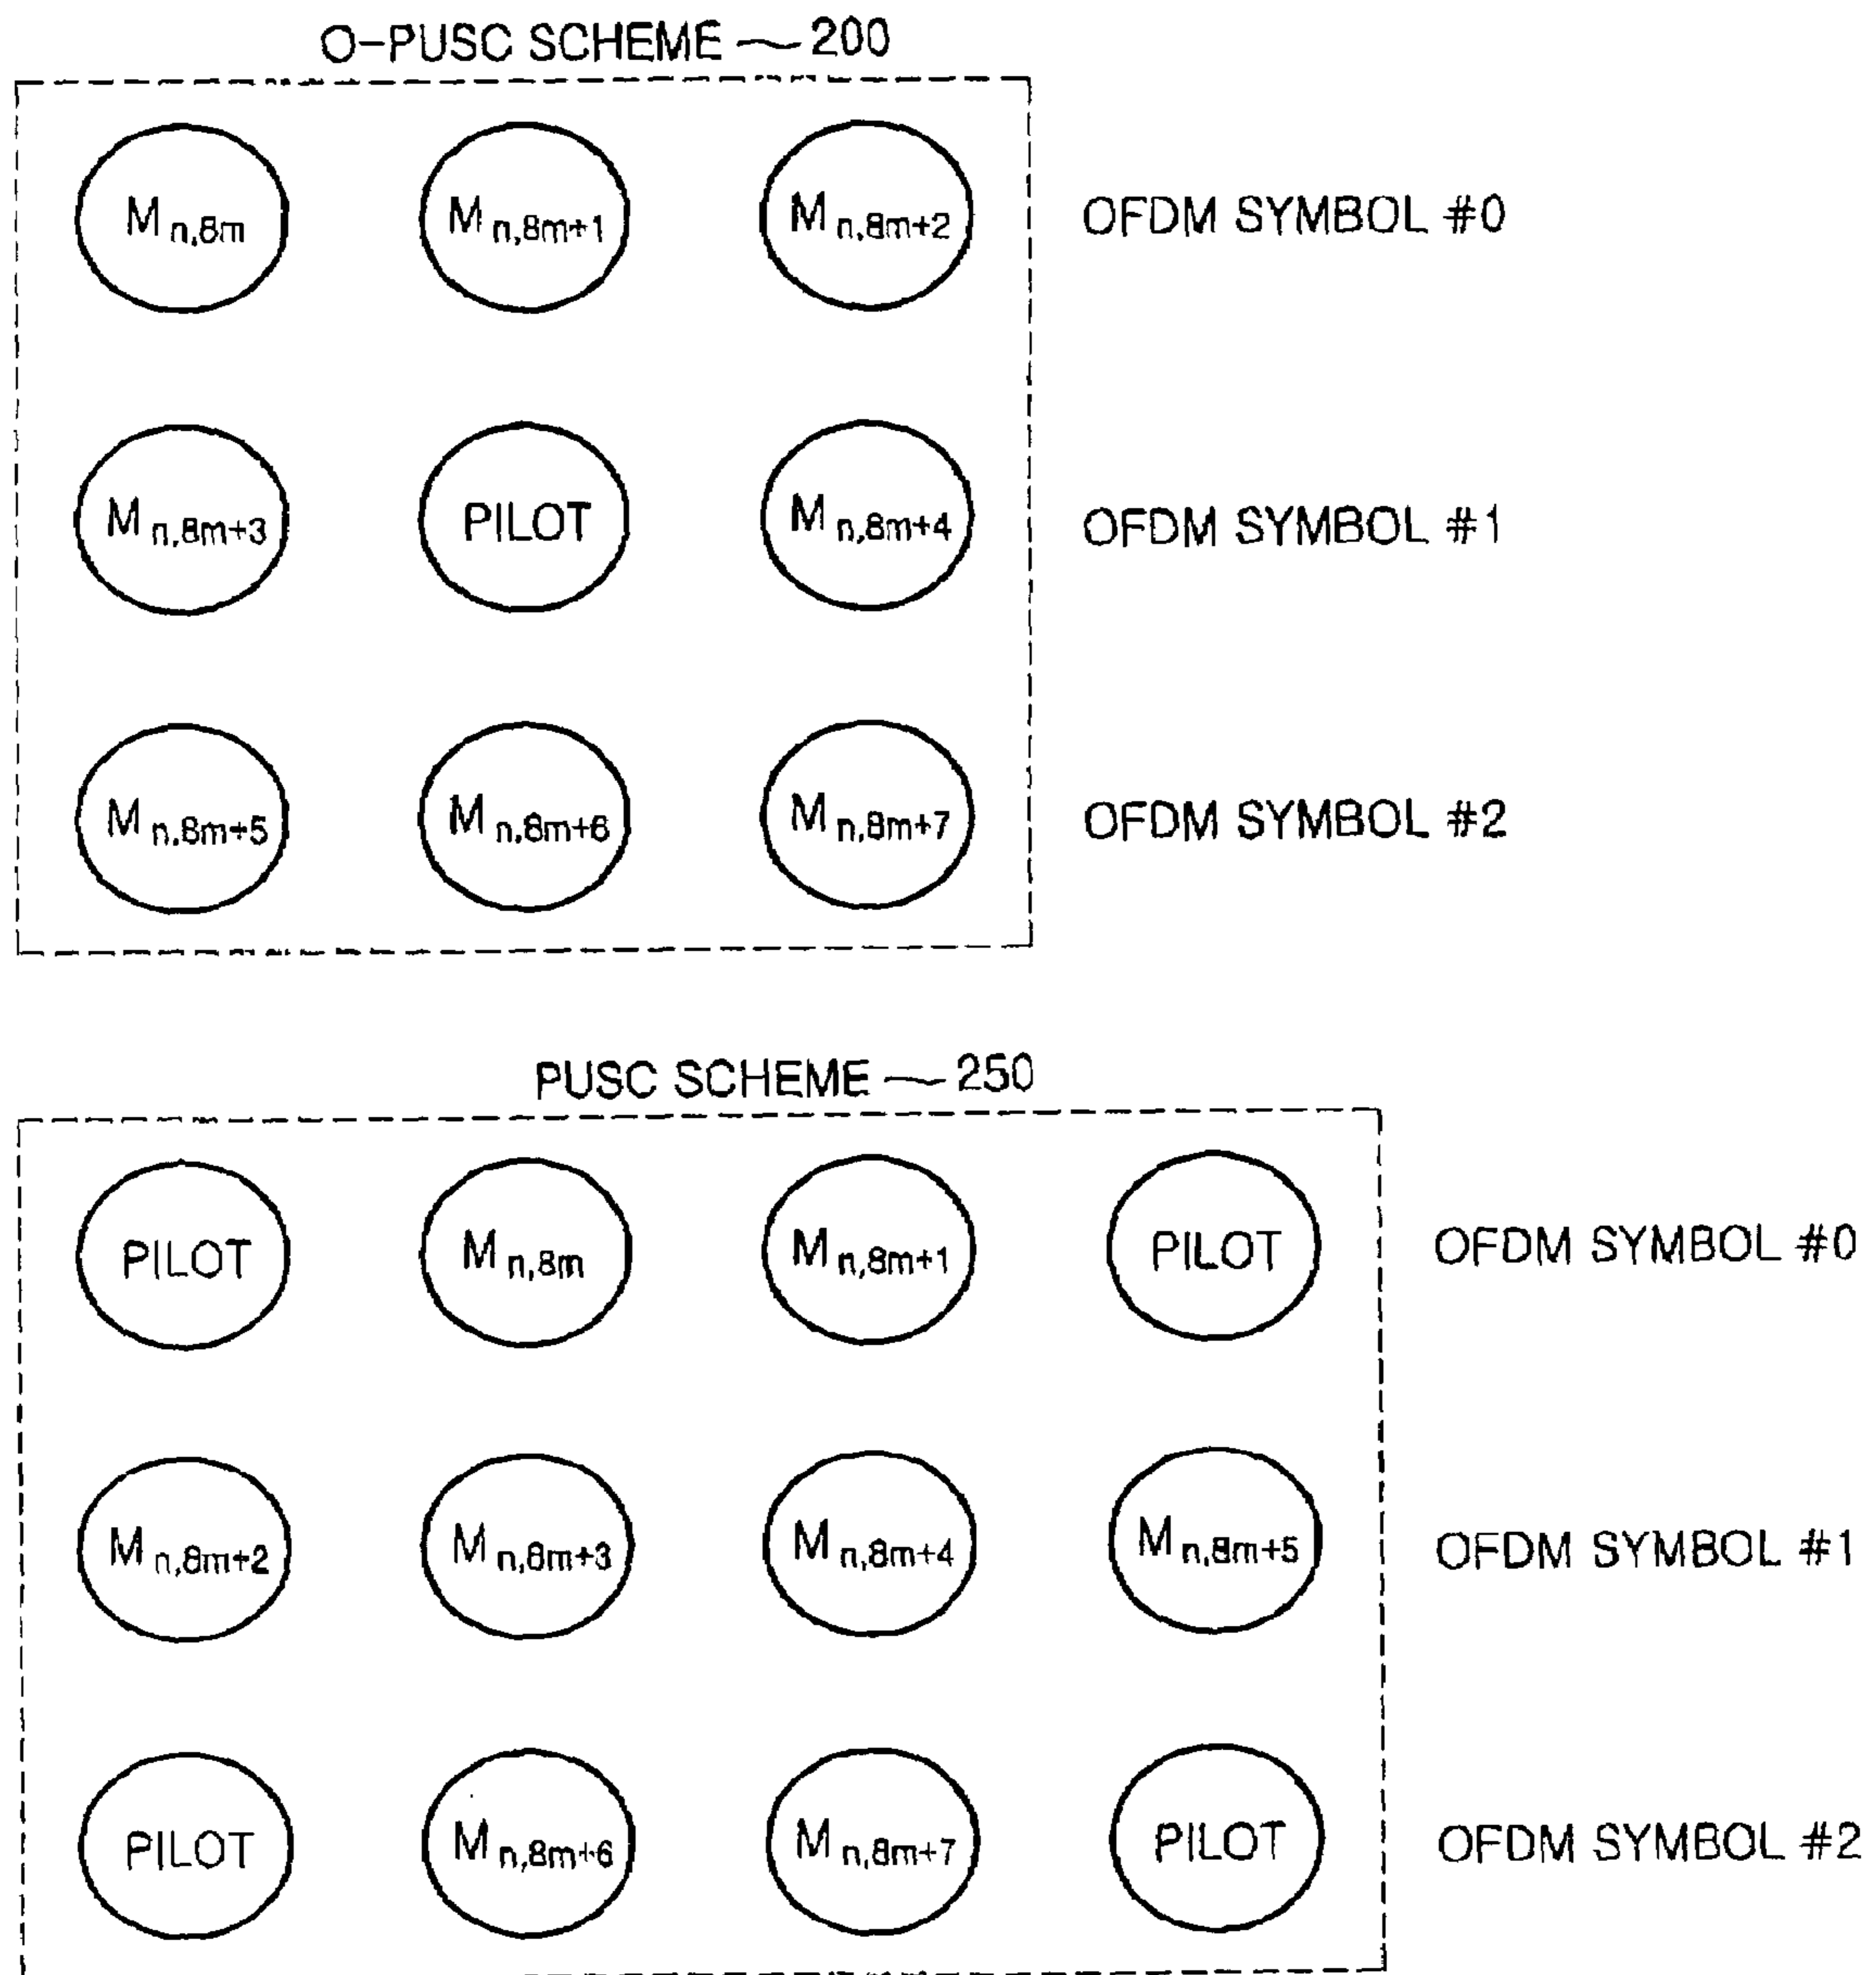 O-PUSC SCHEME ~ 200
M n,8m M n,8m+1 M n,8m+2 OFDM SYMBOL #0
M n,8m+3 PILOT M n,8m+4 OFDM SYMBOL #1
M n,8m+5 M n,8m+6 M n,8m+7 OFDM SYMBOL #2
PUSC SCHEME ~ 250
PILOT M n,8m M n,8m+1 PILOT OFDM SYMBOL #0
M n,8m+2 M n,8m+3 M n,8m+4 M n,8m+5 OFDM SYMBOL #1
PILOT M n,8m+6 M n,8m+7 PILOT OFDM SYMBOL #2